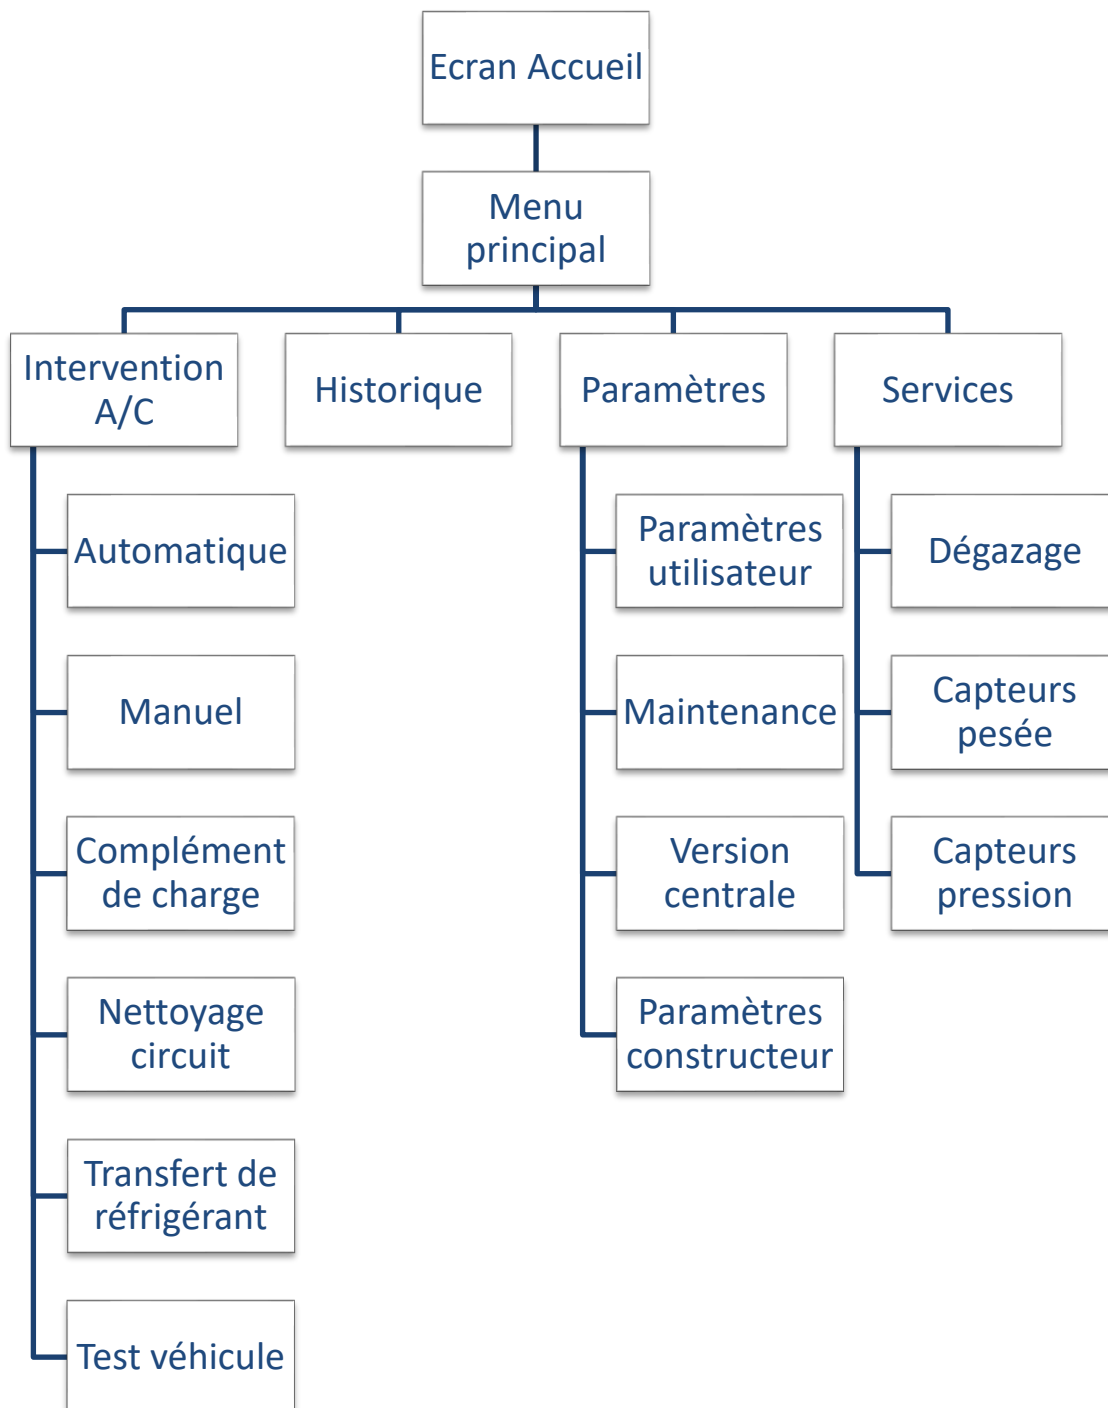 Ecran Accueil
Menu
principal
Intervention
A/C
Historique
Paramètres
Services
Automatique
Manuel
Complément
de charge
Nettoyage
circuit
Transfert de
réfrigérant
Test véhicule
Paramètres
utilisateur
Maintenance
Version
centrale
Paramètres
constructeur
Dégazage
Capteurs
pesée
Capteurs
pression